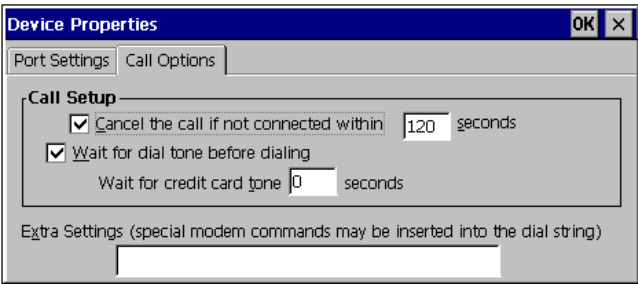 Device Properties OK ×
Port Settings Call Options
Call Setup
Cancel the call if not connected within 120 seconds
Wait for dial tone before dialing
Wait for credit card tone 0 seconds
Extra Settings (special modem commands may be inserted into the dial string)